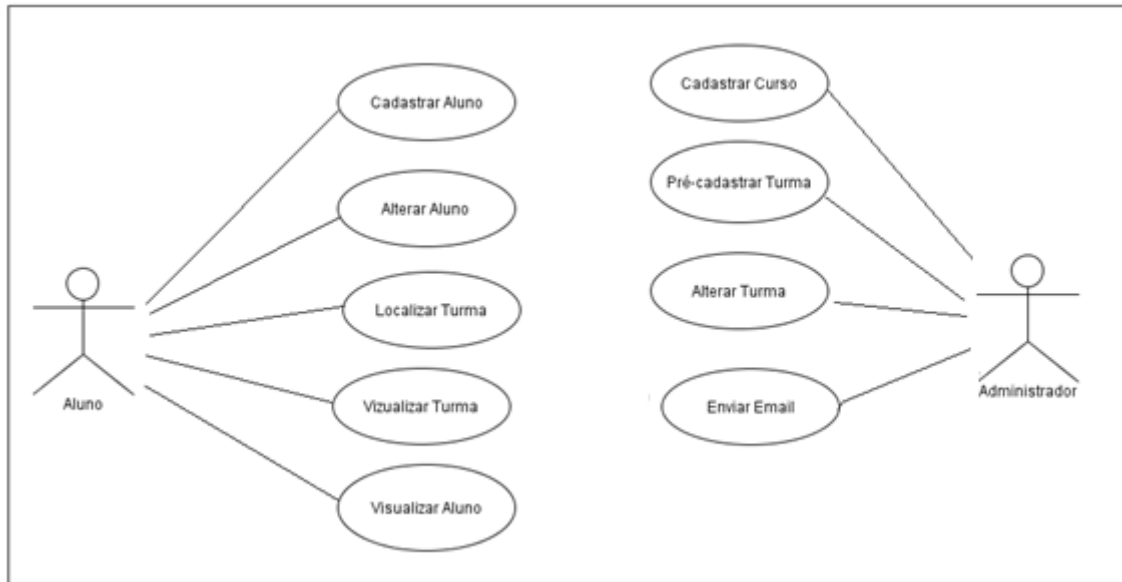 Cadastrar Aluno
Alterar Aluno
Localizar Turma
Vizualizar Turma
Visualizar Aluno
Aluno
Cadastrar Curso
Pré-cadastrar Turma
Alterar Turma
Enviar Email
Administrador